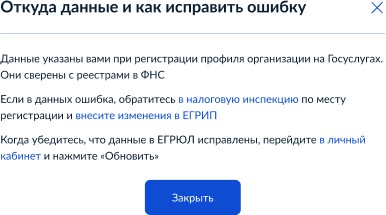 Откуда данные и как исправить ошибку
Данные указаны вами при регистрации профиля организации на Госуслугах.
Они сверены с реестрами в ФНС
Если в данных ошибка, обратитесь в налоговую инспекцию по месту
регистрации и внесите изменения в ЕГРИП
Когда убедитесь, что данные в ЕГРЮЛ исправлены, перейдите в личный
кабинет и нажмите «Обновить»
Закрыть